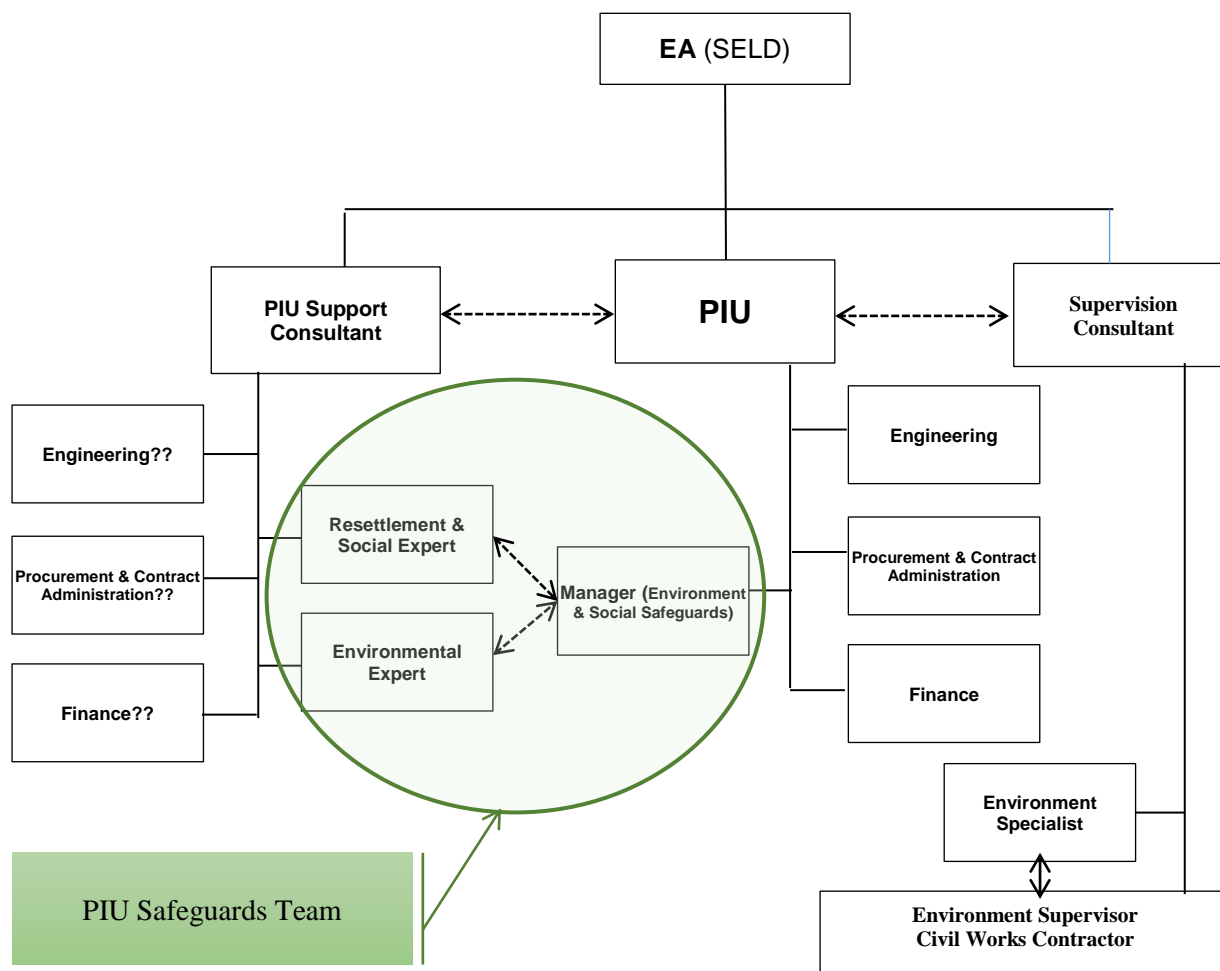 EA (SELD)
PIU Support
Consultant
PIU
Supervision
Consultant
Engineering??
Engineering
Resettlement &
Social Expert
Procurement & Contract
Administration??
Manager (Environment
& Social Safeguards)
Procurement & Contract
Administration
Environmental
Expert
Finance??
Finance
Environment
Specialist
PIU Safeguards Team
Environment Supervisor
Civil Works Contractor